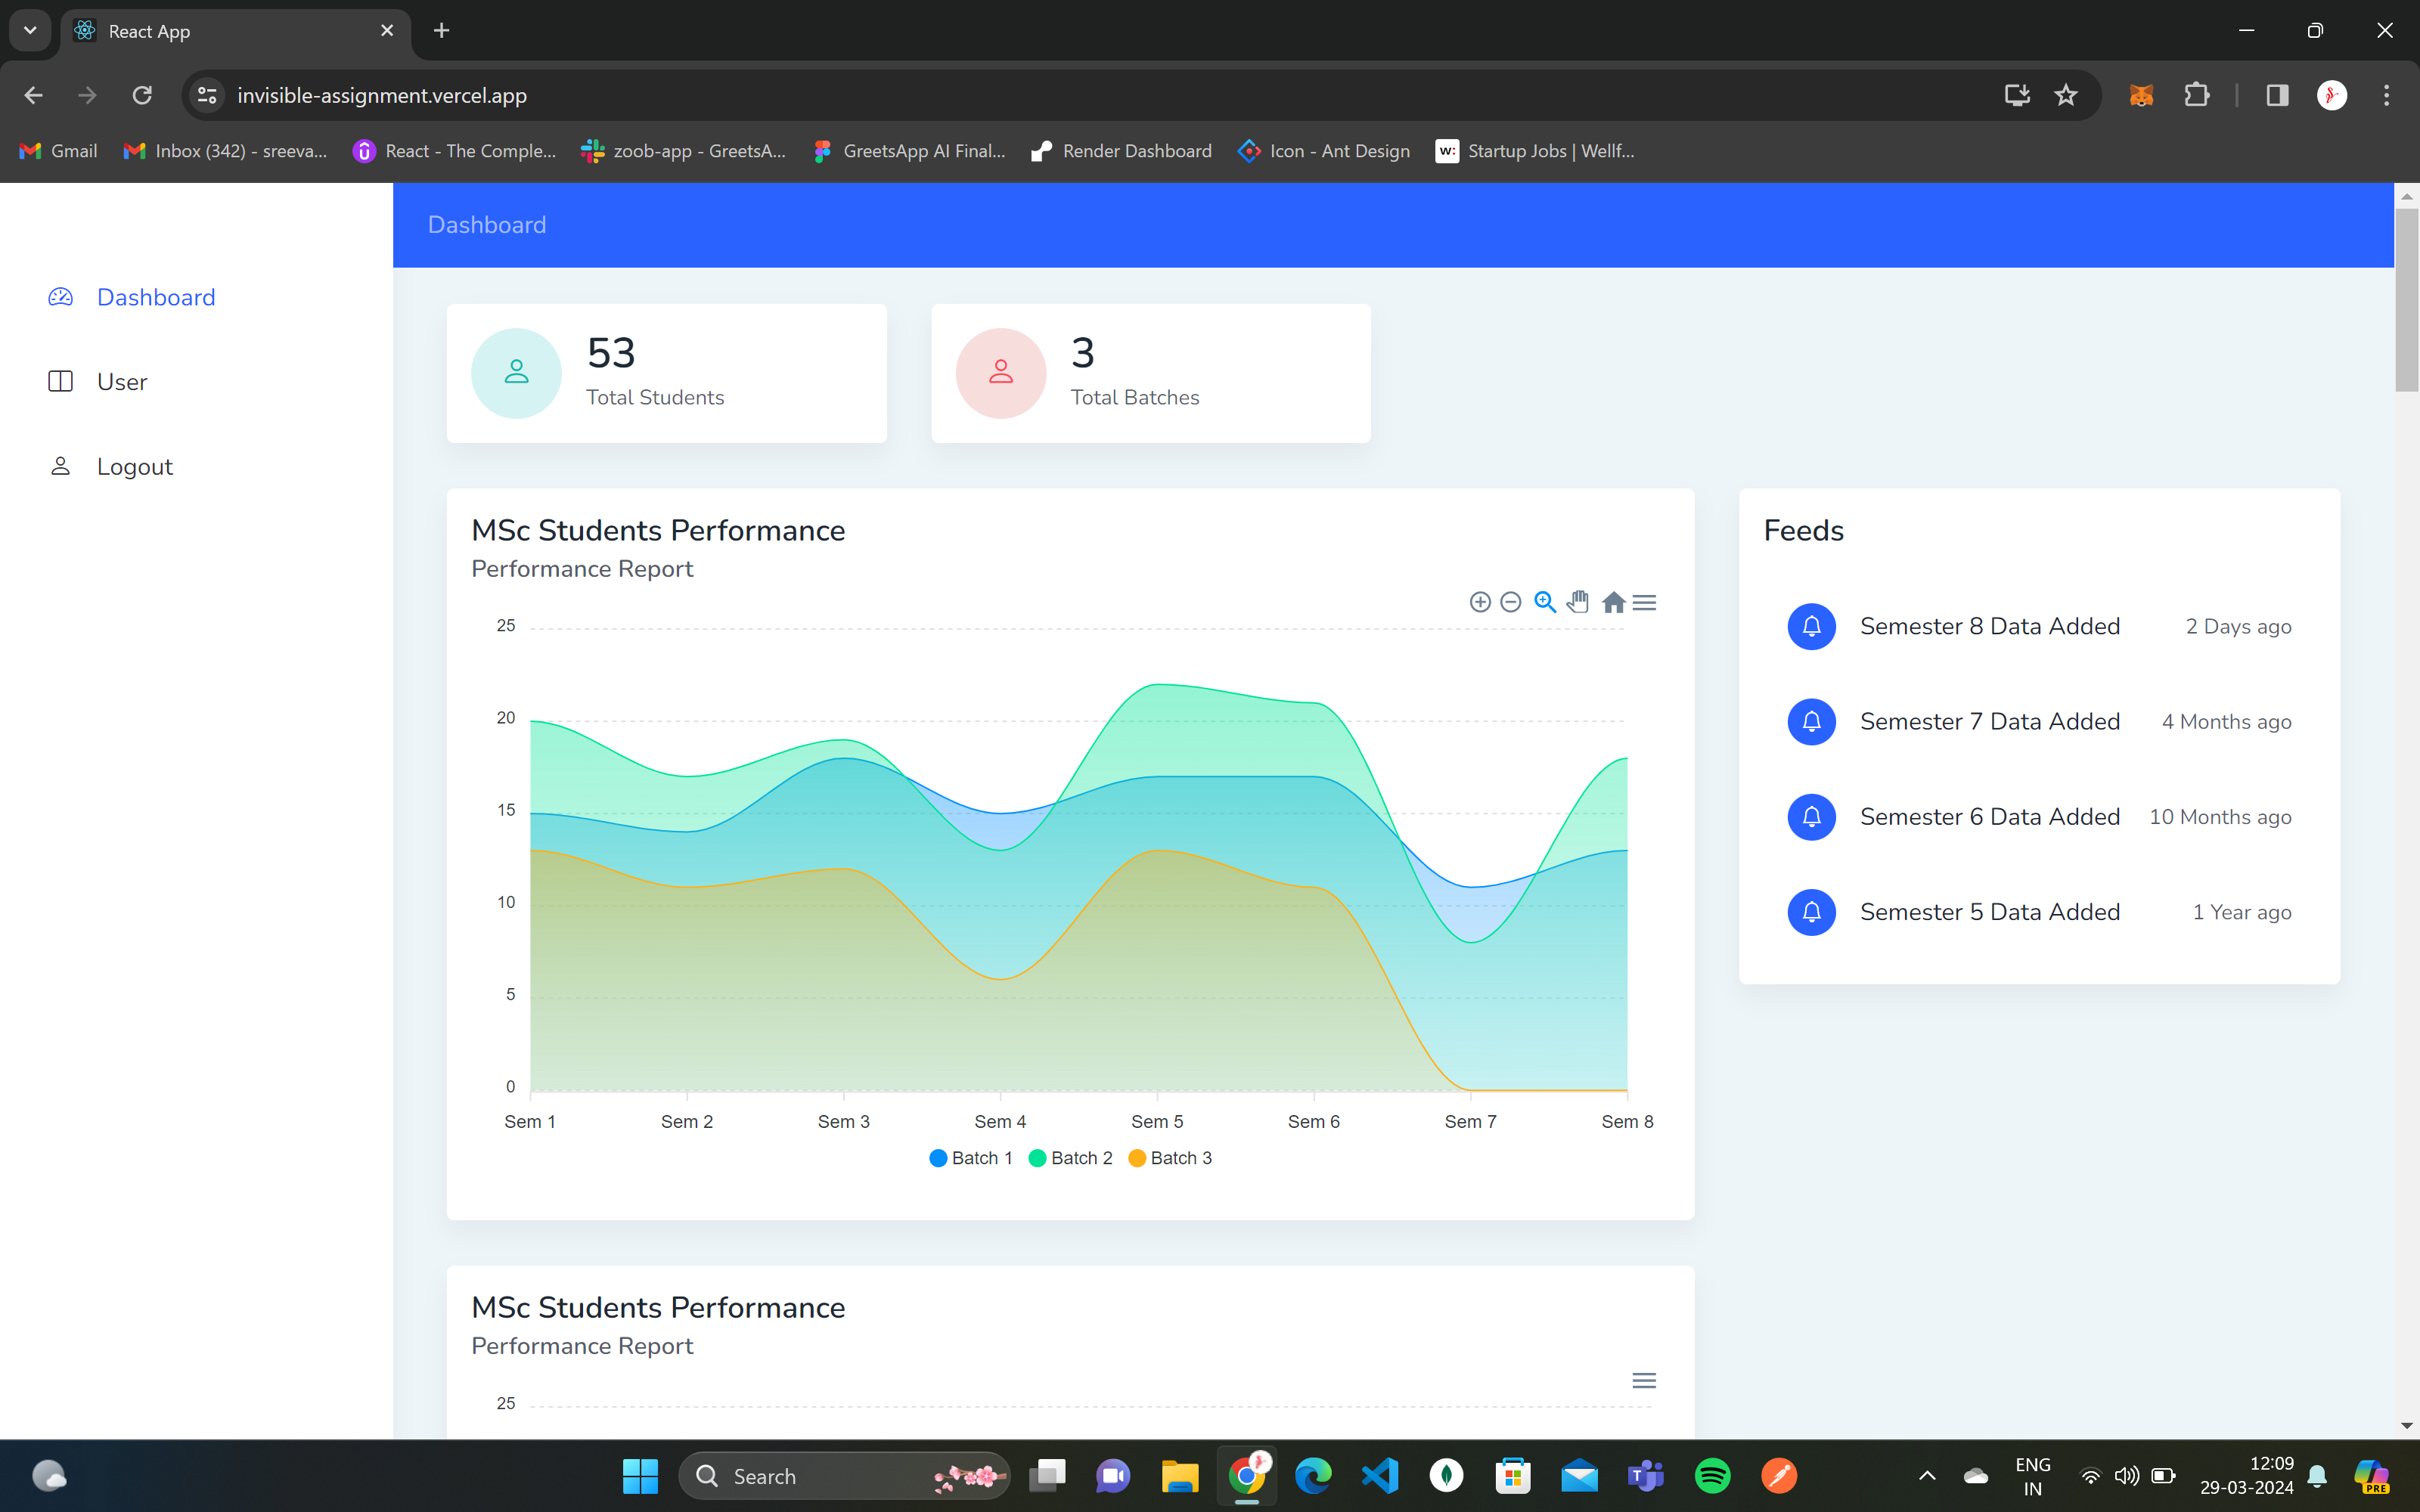 React App
invisible-assignment.vercel.app
Gmail
Inbox (342) - sreeva...
React - The Comple...
zoob-app - GreetsA...
GreetsApp AI Final...
Render Dashboard
Icon - Ant Design
w: Startup Jobs | Wellf...
Dashboard
Dashboard
User
Logout
53
Total Students
3
Total Batches
MSc Students Performance
Performance Report
25
20
15
10
5
0
Sem 1 Sem 2 Sem 3 Sem 4 Sem 5 Sem 6 Sem 7 Sem 8
Batch 1 Batch 2 Batch 3
Feeds
Semester 8 Data Added 2 Days ago
Semester 7 Data Added 4 Months ago
Semester 6 Data Added 10 Months ago
Semester 5 Data Added 1 Year ago
MSc Students Performance
Performance Report
25
Search
ENG
IN
12:09
29-03-2024
PRE